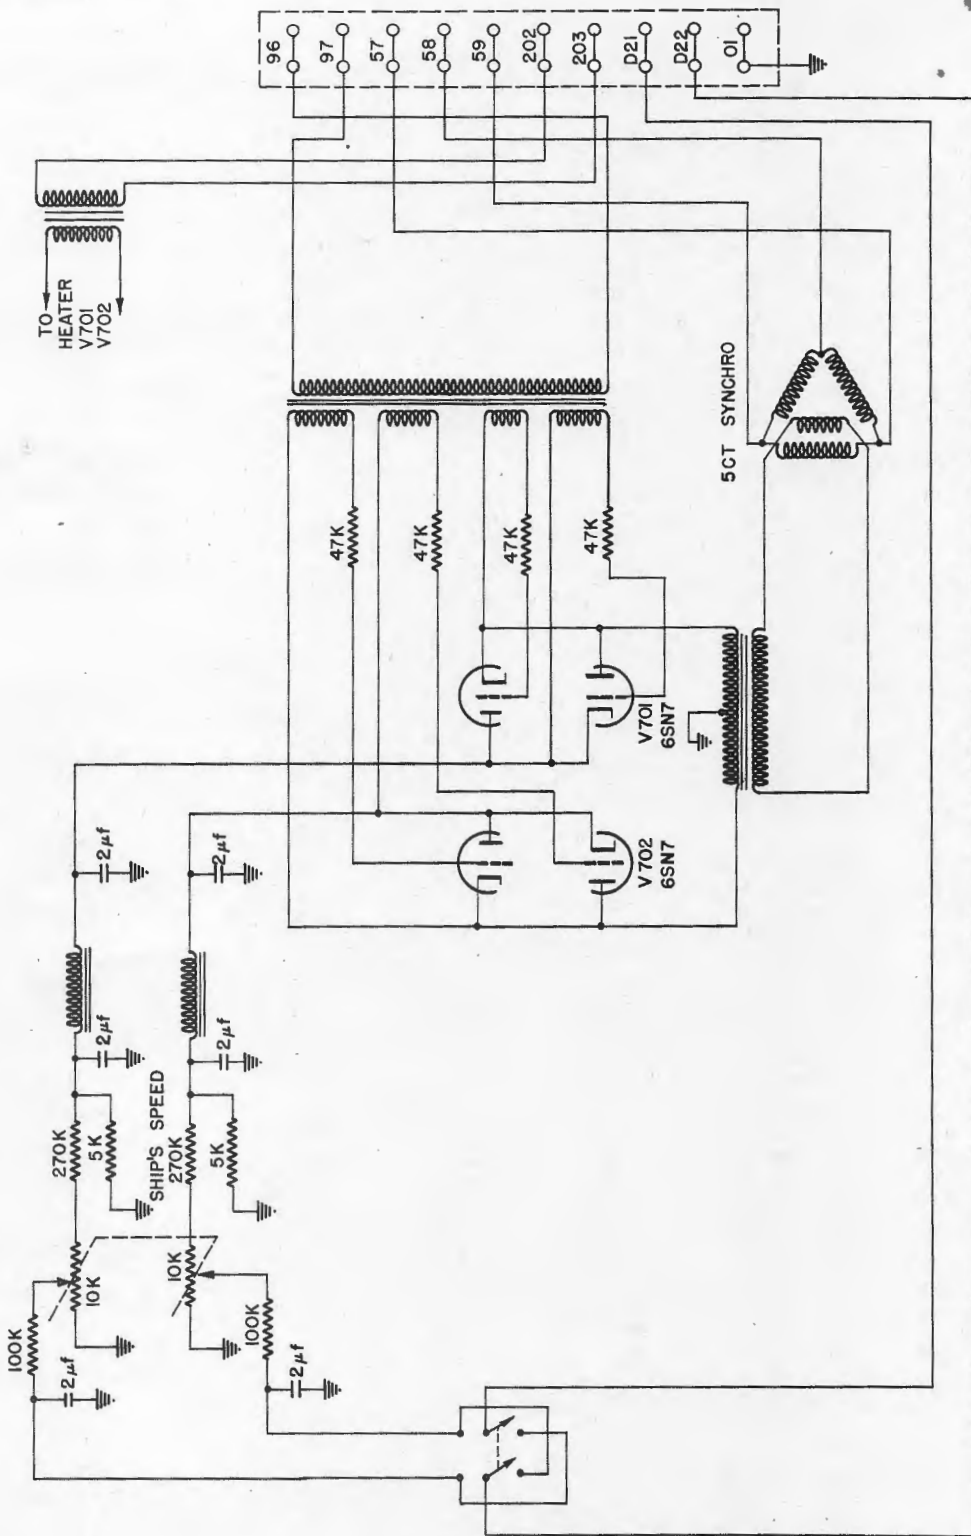 96
97
57
58
59
202
203
D21
D22
01
TO
HEATER
V701
V702
5CT SYNCHRO
47K
47K
47K
47K
V701
6SN7
V702
6SN7
2µf
2µf
2µf
2µf
270K
5K
SHIP'S SPEED
270K
5K
10K
10K
100K
100K
2µf
2µf